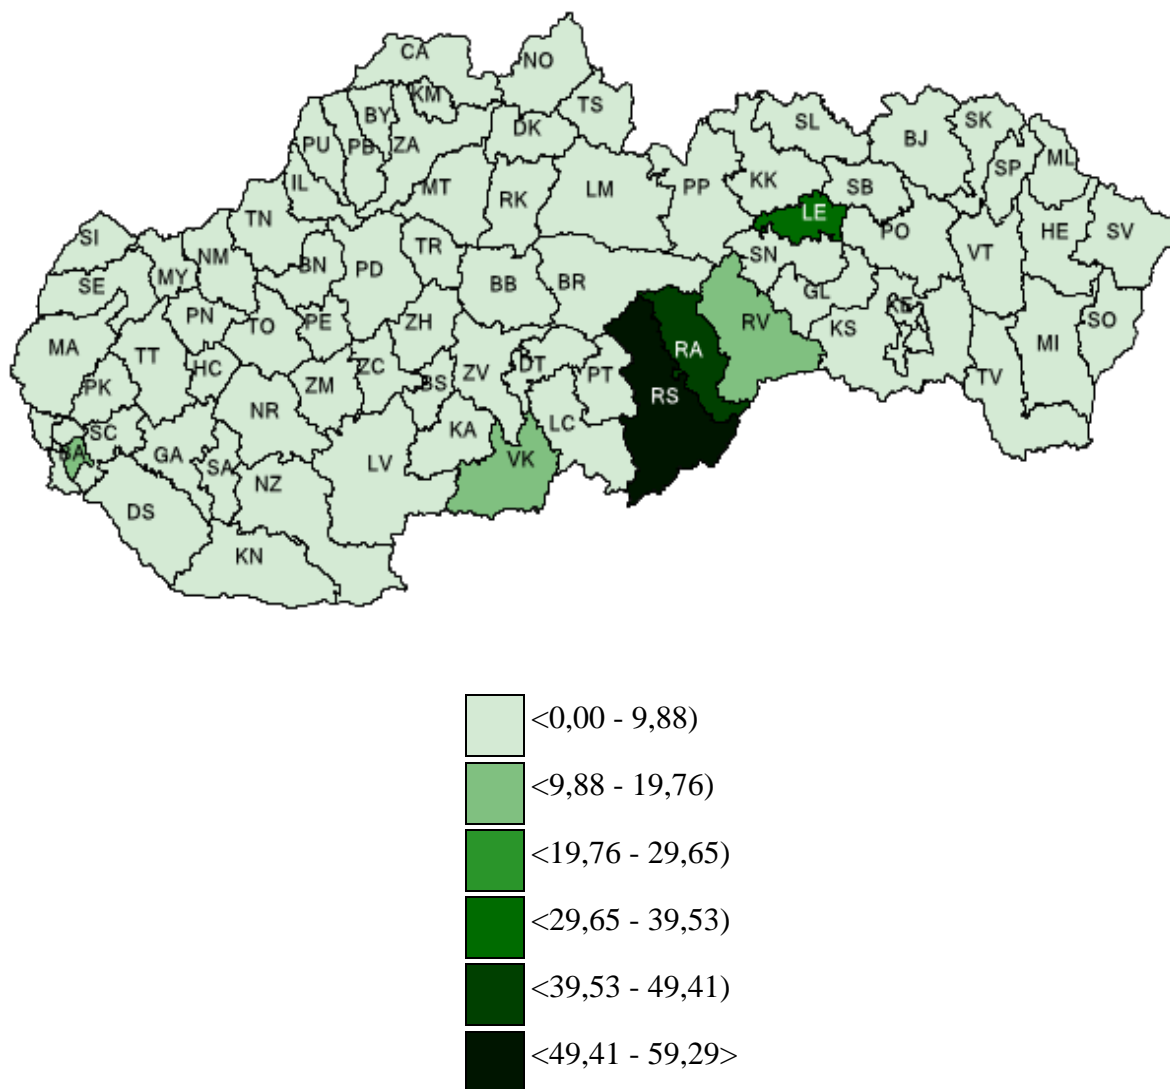 CA
NO
KM
TS
BY
DK
PU
PB
ZA
SL
BJ
SK
SP
ML
IL
MT
RK
LM
PP
KK
SB
LE
TN
SI
NM
TR
SN
PO
VT
HE
SV
SE
MY
BN
PD
BB
BR
GL
KE
MA
PN
TO
PE
ZH
RV
KS
SO
TT
HC
ZM
ZC
BS
ZV
DT
PT
RA
RS
MI
TV
PK
NR
SC
BA
GA
SA
NZ
LV
KA
VK
LC
DS
KN
<0,00 - 9,88)
<9,88 - 19,76)
<19,76 - 29,65)
<29,65 - 39,53)
<39,53 - 49,41)
<49,41 - 59,29>